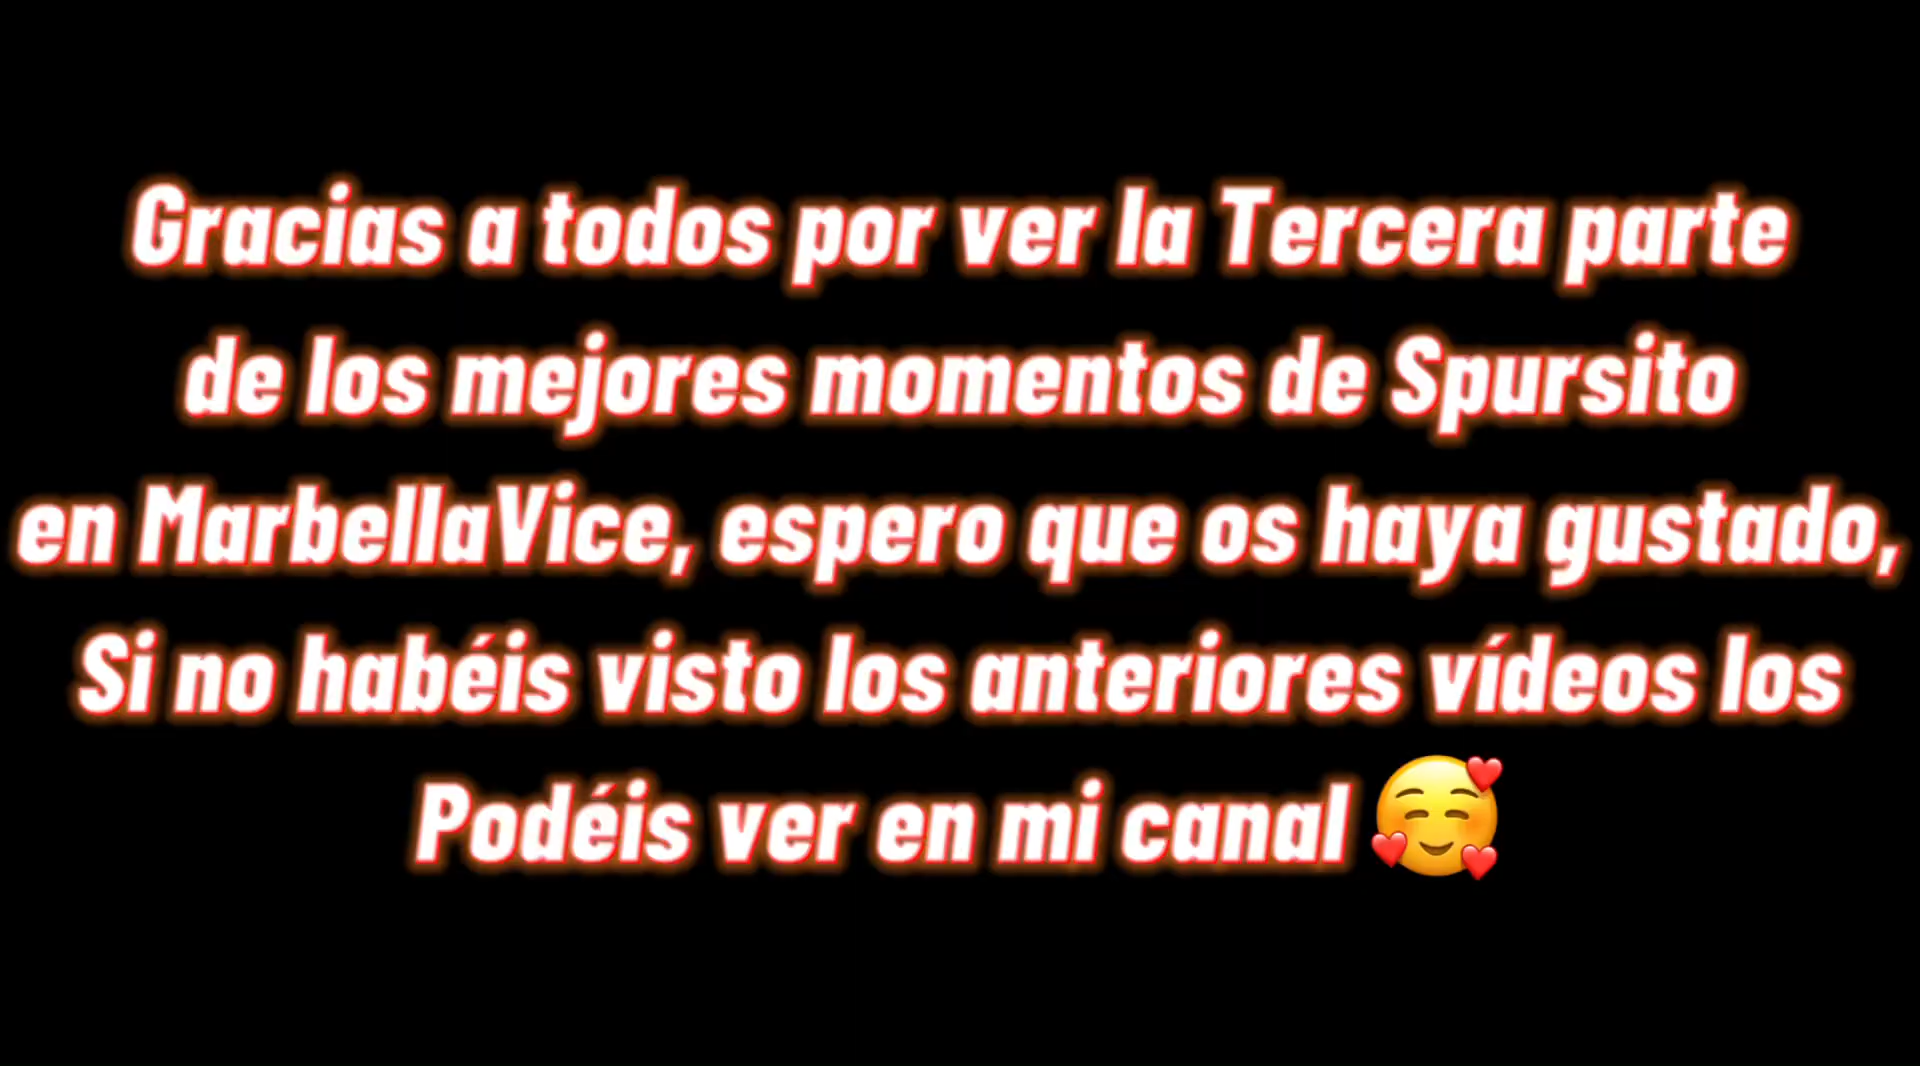 Gracias a todos por ver la Tercera parte
de los mejores momentos de Spursito
en MarbellaVice, espero que os haya gustado,
Si no habéis visto los anteriores vídeos los
Podéis ver en mi canal 🥰